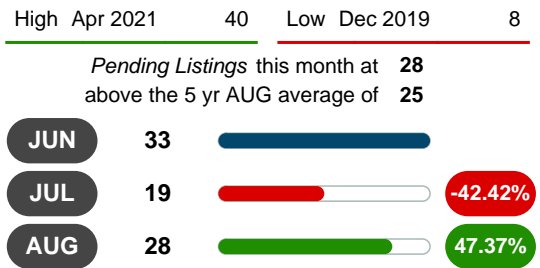 High Apr 2021 40 Low Dec 2019 8
Pending Listings this month at 28
above the 5 yr AUG average of 25
JUN 33
JUL 19 -42.42%
AUG 28 47.37%